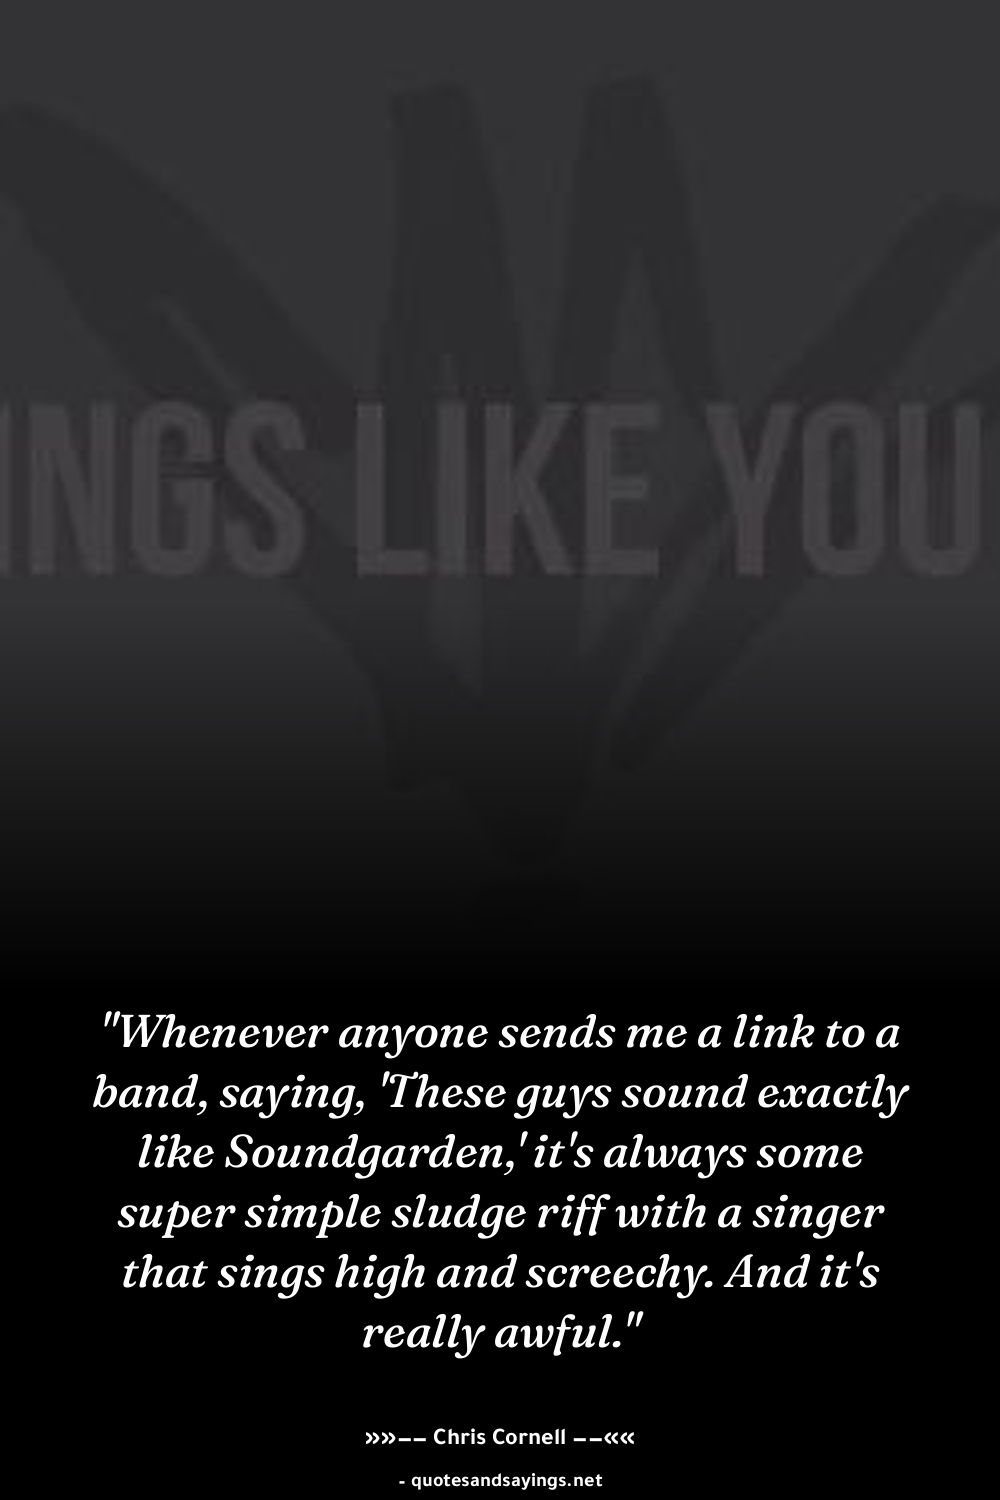 INGS LIKE YOU
"Whenever anyone sends me a link to a
band, saying, 'These guys sound exactly
like Soundgarden,' it's always some
super simple sludge riff with a singer
that sings high and screechy. And it's
really awful."
»»–– Chris Cornell ––««
- quotesandsayings.net